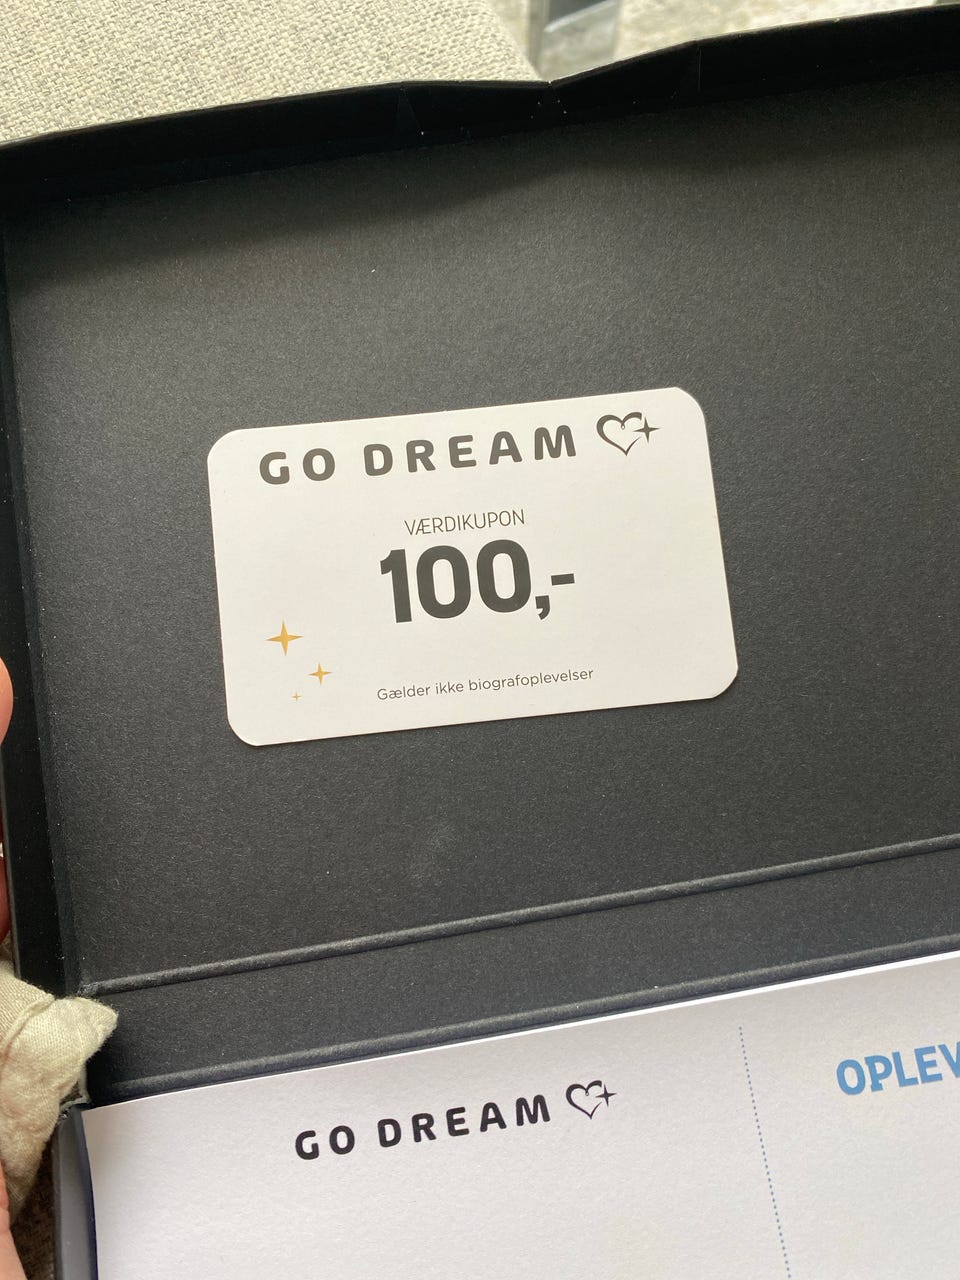 GO DREAM
VÆRDIKUPON
100,-
Gælder ikke biografoplevelser
GO DREAM
OPLEV